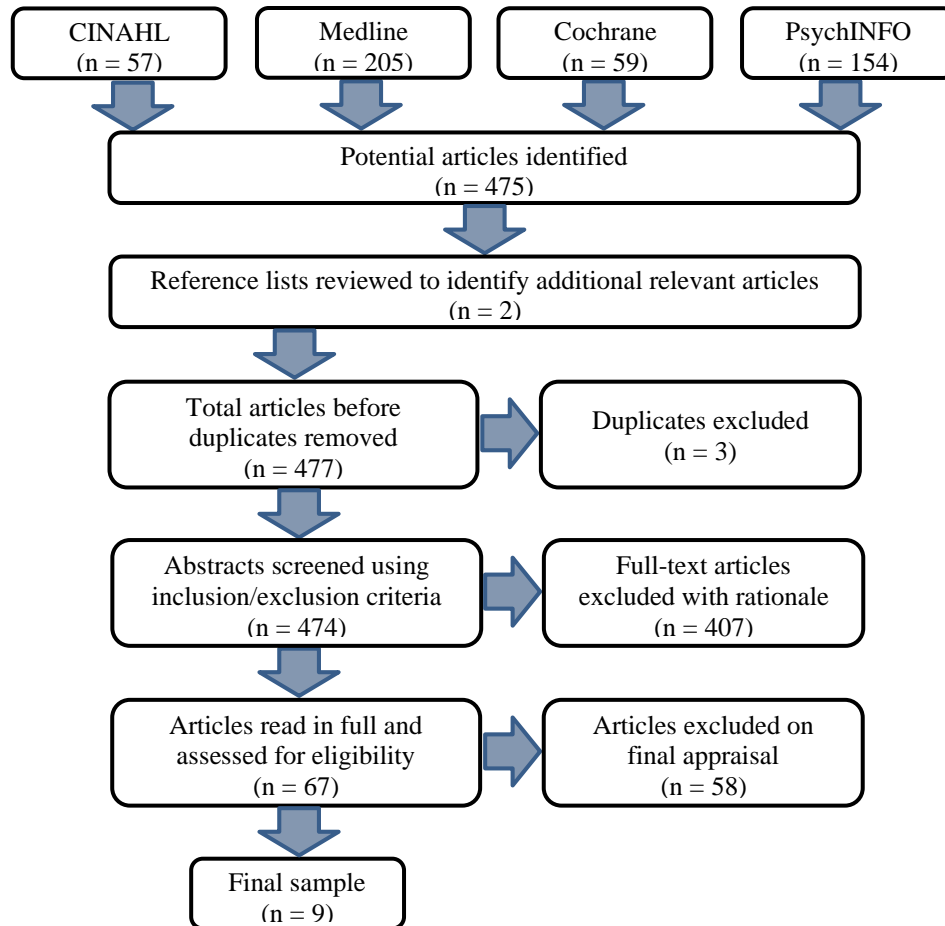 CINAHL
(n = 57)
Medline
(n = 205)
Cochrane
(n = 59)
PsychINFO
(n = 154)
Potential articles identified
(n = 475)
Reference lists reviewed to identify additional relevant articles
(n = 2)
Total articles before
duplicates removed
(n = 477)
Duplicates excluded
(n = 3)
Abstracts screened using
inclusion/exclusion criteria
(n = 474)
Full-text articles
excluded with rationale
(n = 407)
Articles read in full and
assessed for eligibility
(n = 67)
Articles excluded on
final appraisal
(n = 58)
Final sample
(n = 9)